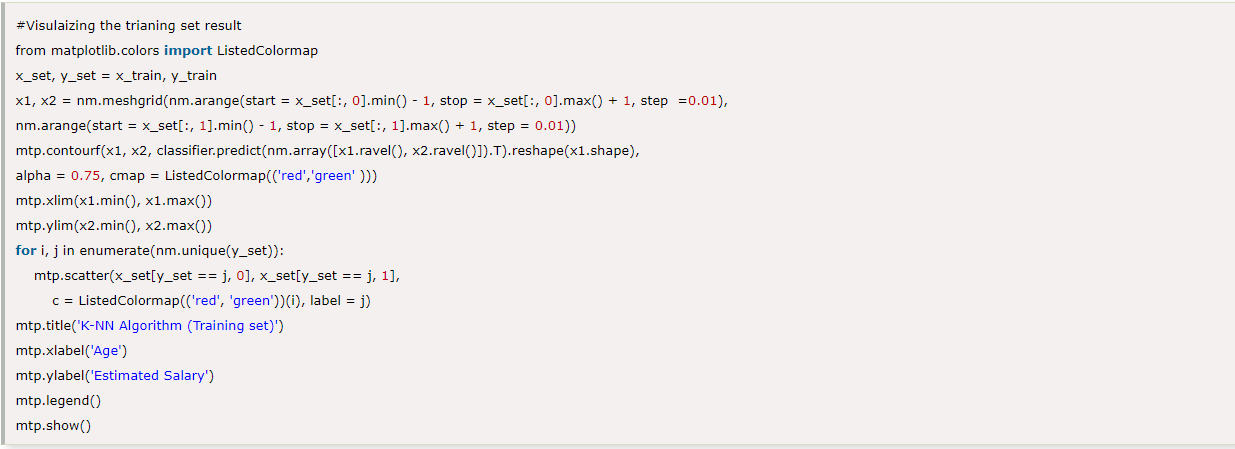 #Visulaizing the trianing set result
from matplotlib.colors import ListedColormap
x_set, y_set = x_train, y_train
x1, x2 = nm.meshgrid(nm.arange(start = x_set[:, 0].min() - 1, stop = x_set[:, 0].max() + 1, step  =0.01),
nm.arange(start = x_set[:, 1].min() - 1, stop = x_set[:, 1].max() + 1, step = 0.01))
mtp.contourf(x1, x2, classifier.predict(nm.array([x1.ravel(), x2.ravel()]).T).reshape(x1.shape),
alpha = 0.75, cmap = ListedColormap(('red','green' )))
mtp.xlim(x1.min(), x1.max())
mtp.ylim(x2.min(), x2.max())
for i, j in enumerate(nm.unique(y_set)):
    mtp.scatter(x_set[y_set == j, 0], x_set[y_set == j, 1],
        c = ListedColormap(('red', 'green'))(i), label = j)
mtp.title('K-NN Algorithm (Training set)')
mtp.xlabel('Age')
mtp.ylabel('Estimated Salary')
mtp.legend()
mtp.show()